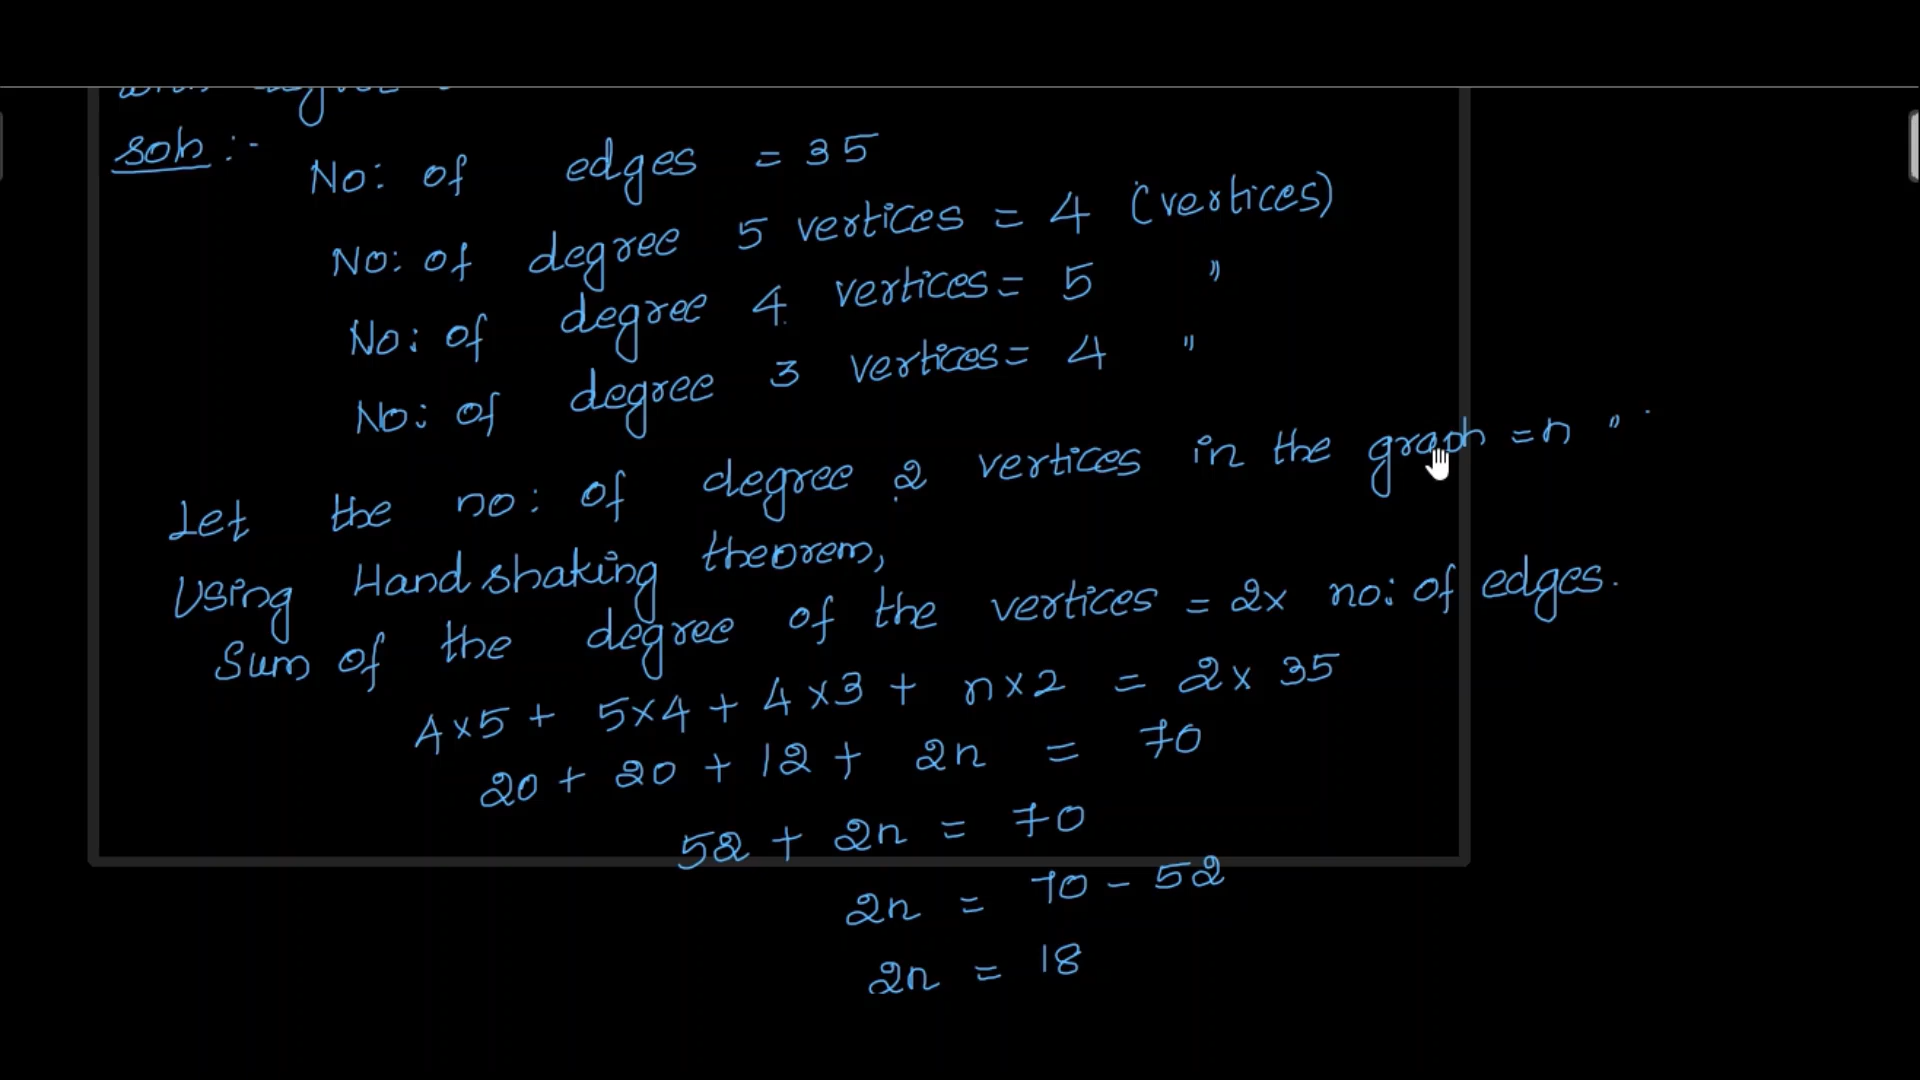 soln :-
No: of edges = 35
No: of degree 5 vertices = 4 (vertices)
No: of degree 4 vertices = 5 "
No: of degree 3 vertices = 4 "
Let the no: of degree 2 vertices in the graph = n "
Using Handshaking theorem,
Sum of the degree of the vertices = 2x no: of edges.
4x5 + 5x4 + 4x3 + nx2 = 2x 35
20 + 20 + 12 + 2n = 70
52 + 2n = 70
2n = 70 - 52
2n = 18